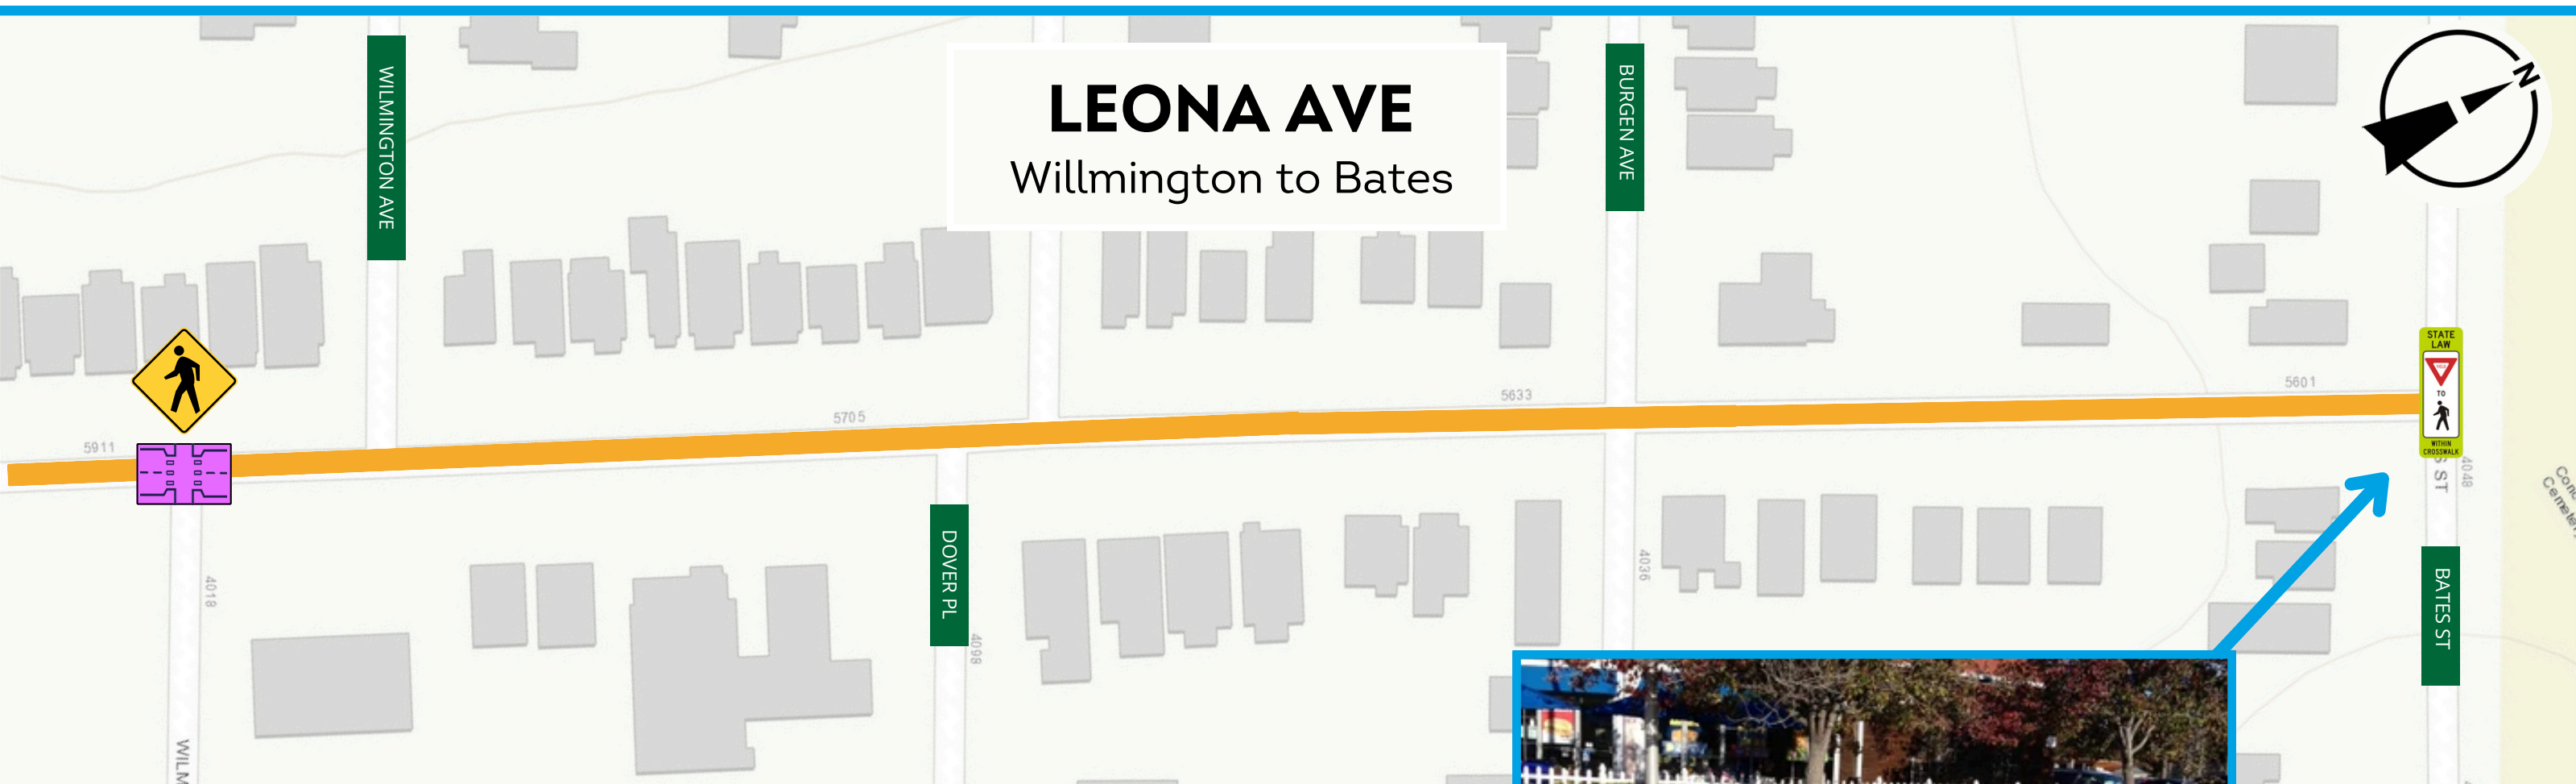 LEONA AVE
Willmington to Bates
WILMINGTON AVE
BURGEN AVE
N
STATE
LAW
TO
WITHIN
CROSSWALK
5911
5705
5633
5601
4018
DOVER PL
4098
4036
ST
4048
BATES ST